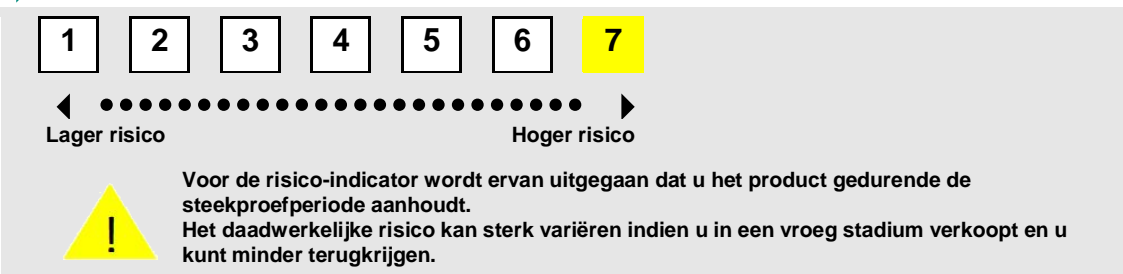 1 2 3 4 5 6 7
Lager risico Hoger risico
!
Voor de risico-indicator wordt ervan uitgegaan dat u het product gedurende de
steekproefperiode aanhoudt.
Het daadwerkelijke risico kan sterk variëren indien u in een vroeg stadium verkoopt en u
kunt minder terugkrijgen.